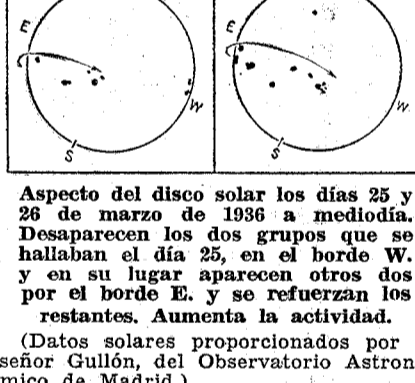 E
W
S
E
W
S
Aspecto del disco solar los días 25 y
26 de marzo de 1936 a mediodía.
Desaparecen los dos grupos que se
hallaban el día 25, en el borde W.
y en su lugar aparecen otros dos
por el borde E. y se refuerzan los
restantes. Aumenta la actividad.
(Datos solares proporcionados por
señor Gullón, del Observatorio Astron
mico de Madrid.)